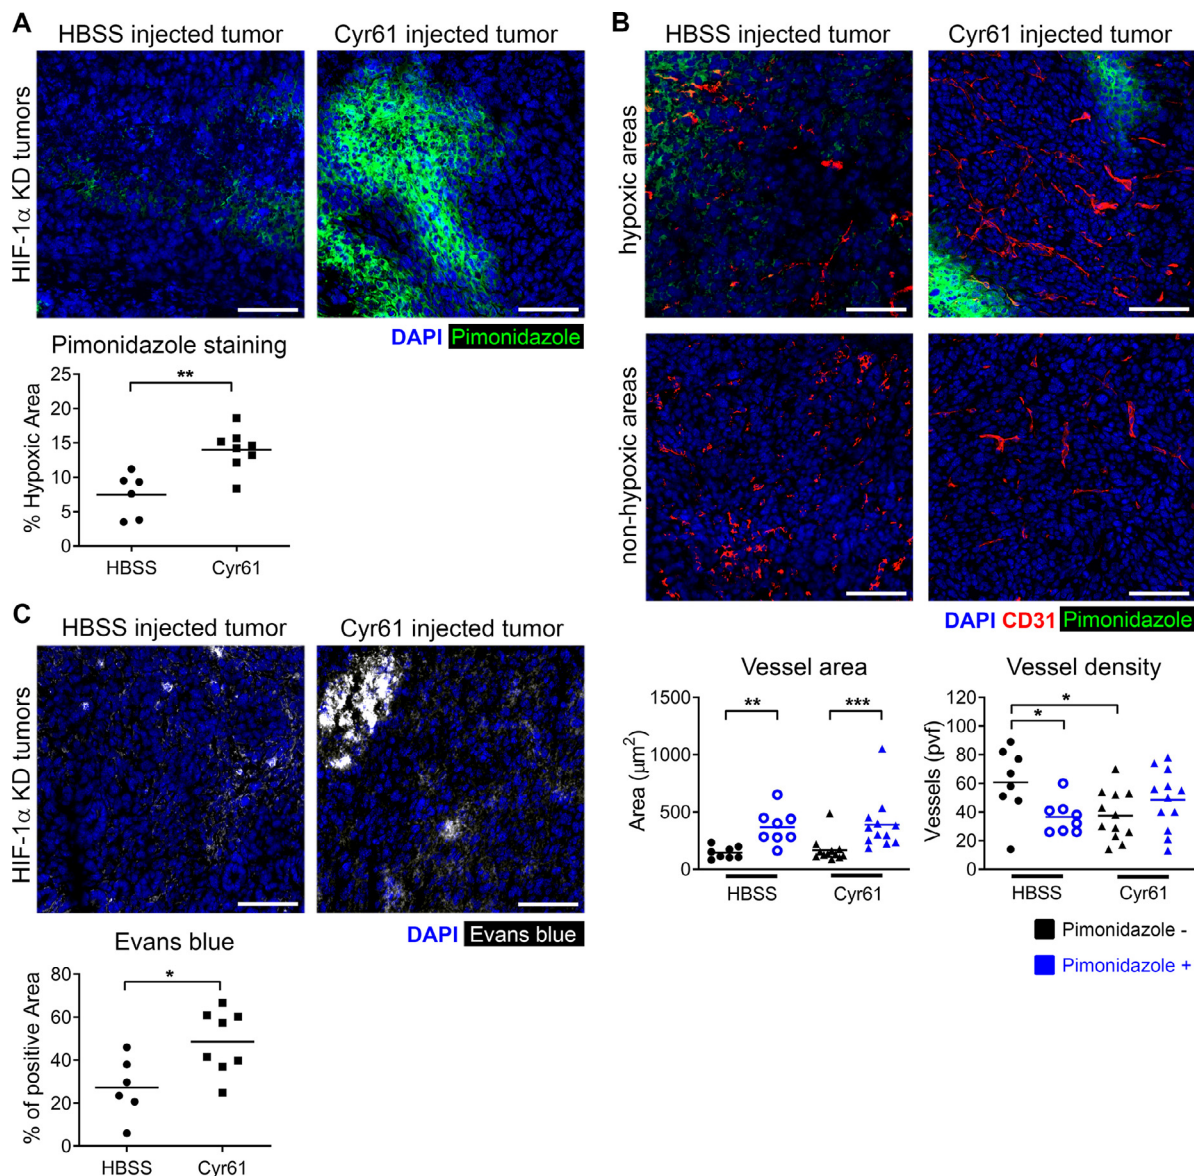 A
HBSS injected tumor
Cyr61 injected tumor
HIF-1α KD tumors
DAPI Pimonidazole
Pimonidazole staining
**
% Hypoxic Area
25
20
15
10
5
0
HBSS
Cyr61
B
HBSS injected tumor
Cyr61 injected tumor
hypoxic areas
non-hypoxic areas
DAPI CD31 Pimonidazole
Vessel area
** ***
Area (μm²)
1500
1000
500
0
HBSS
Cyr61
Vessel density
*
*
Vessels (pvf)
120
100
80
60
40
20
0
HBSS
Cyr61
Pimonidazole -
Pimonidazole +
C
HBSS injected tumor
Cyr61 injected tumor
HIF-1α KD tumors
DAPI Evans blue
Evans blue
*
% of positive Area
80
60
40
20
0
HBSS
Cyr61